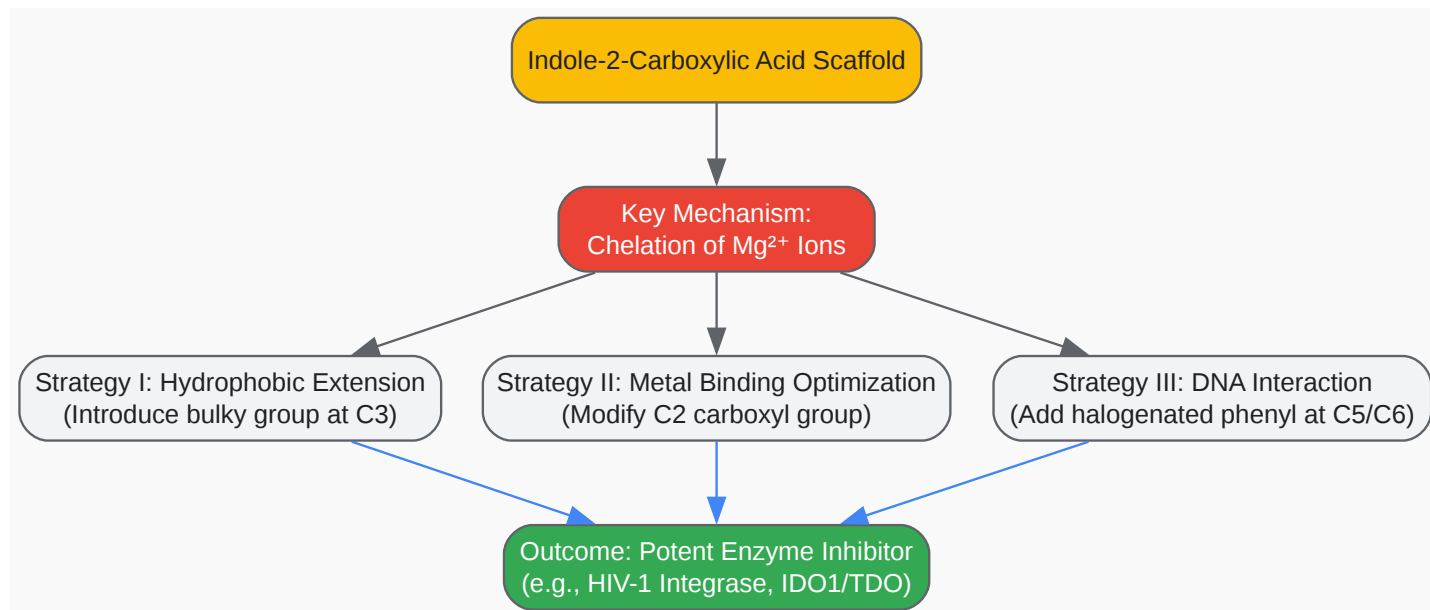 Indole-2-Carboxylic Acid Scaffold
Key Mechanism:
Chelation of Mg²⁺ Ions
Strategy I: Hydrophobic Extension
(Introduce bulky group at C3)
Strategy II: Metal Binding Optimization
(Modify C2 carboxyl group)
Strategy III: DNA Interaction
(Add halogenated phenyl at C5/C6)
Outcome: Potent Enzyme Inhibitor
(e.g., HIV-1 Integrase, IDO1/TDO)